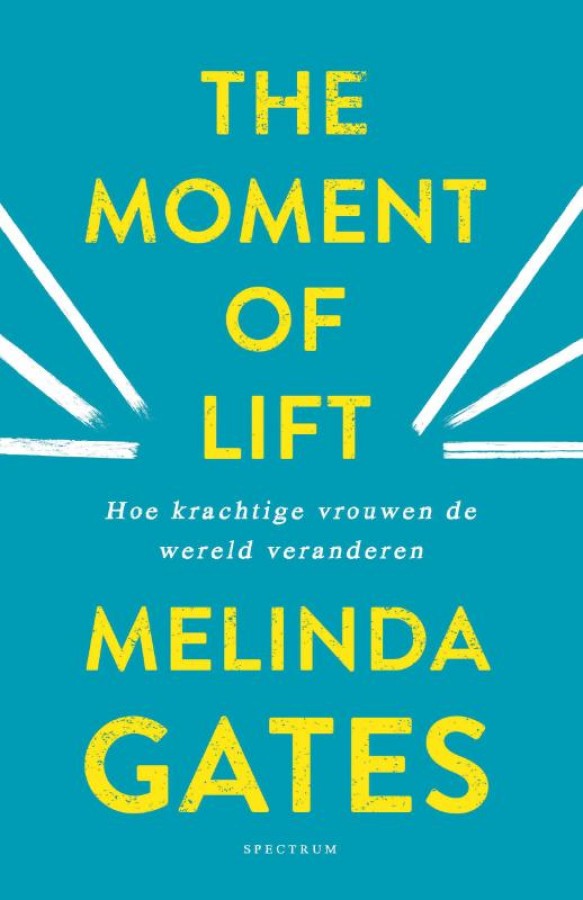 THE
MOMENT
OF
LIFT
Hoe krachtige vrouwen de
wereld veranderen
MELINDA
GATES
SPECTRUM